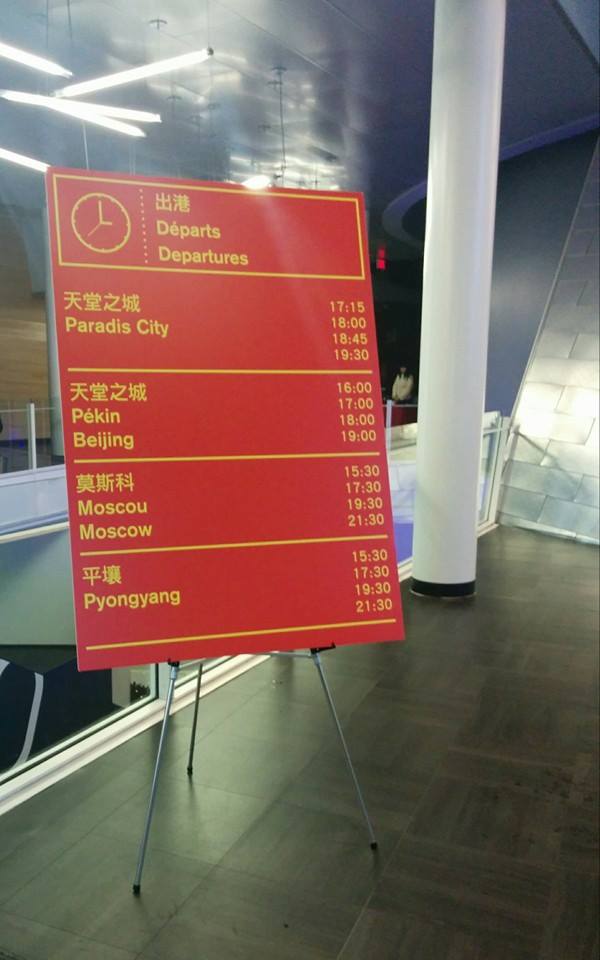 出港
Départs
Departures
天堂之城
Paradis City
17:15
18:00
18:45
19:30
天堂之城
Pékin
Beijing
16:00
17:00
18:00
19:00
莫斯科
Moscou
Moscow
15:30
17:30
19:30
21:30
平壤
Pyongyang
15:30
17:30
19:30
21:30